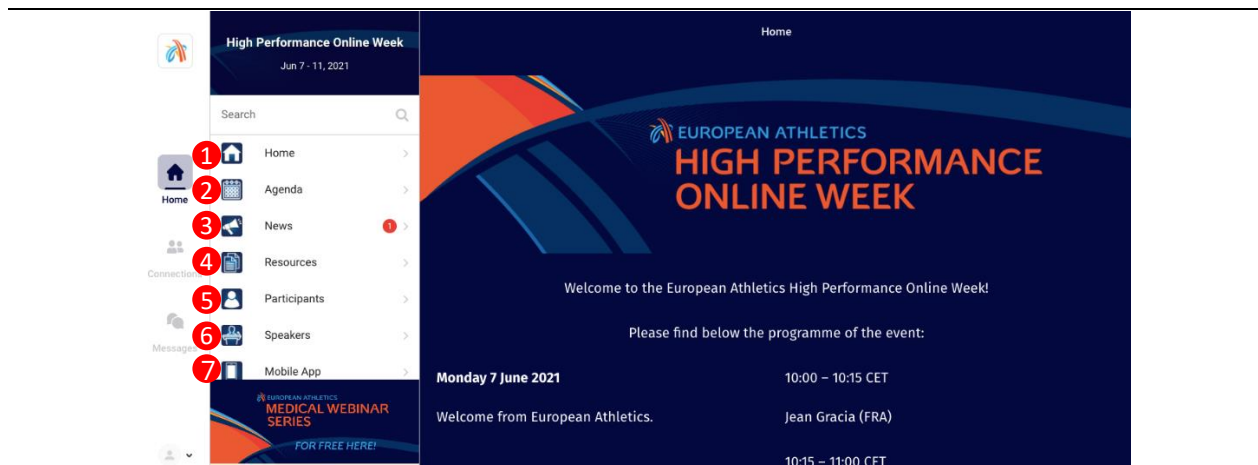 High Performance Online Week
Jun 7 - 11, 2021
Search
1 Home
2 Agenda
3 News 1
4 Resources
5 Participants
6 Speakers
7 Mobile App
EUROPEAN ATHLETICS
MEDICAL WEBINAR
SERIES
FOR FREE HERE!
Home
Connections
Messages
Home
EUROPEAN ATHLETICS
HIGH PERFORMANCE
ONLINE WEEK
Welcome to the European Athletics High Performance Online Week!
Please find below the programme of the event:
Monday 7 June 2021 10:00 – 10:15 CET
Welcome from European Athletics. Jean Gracia (FRA)
10:15 – 11:00 CET